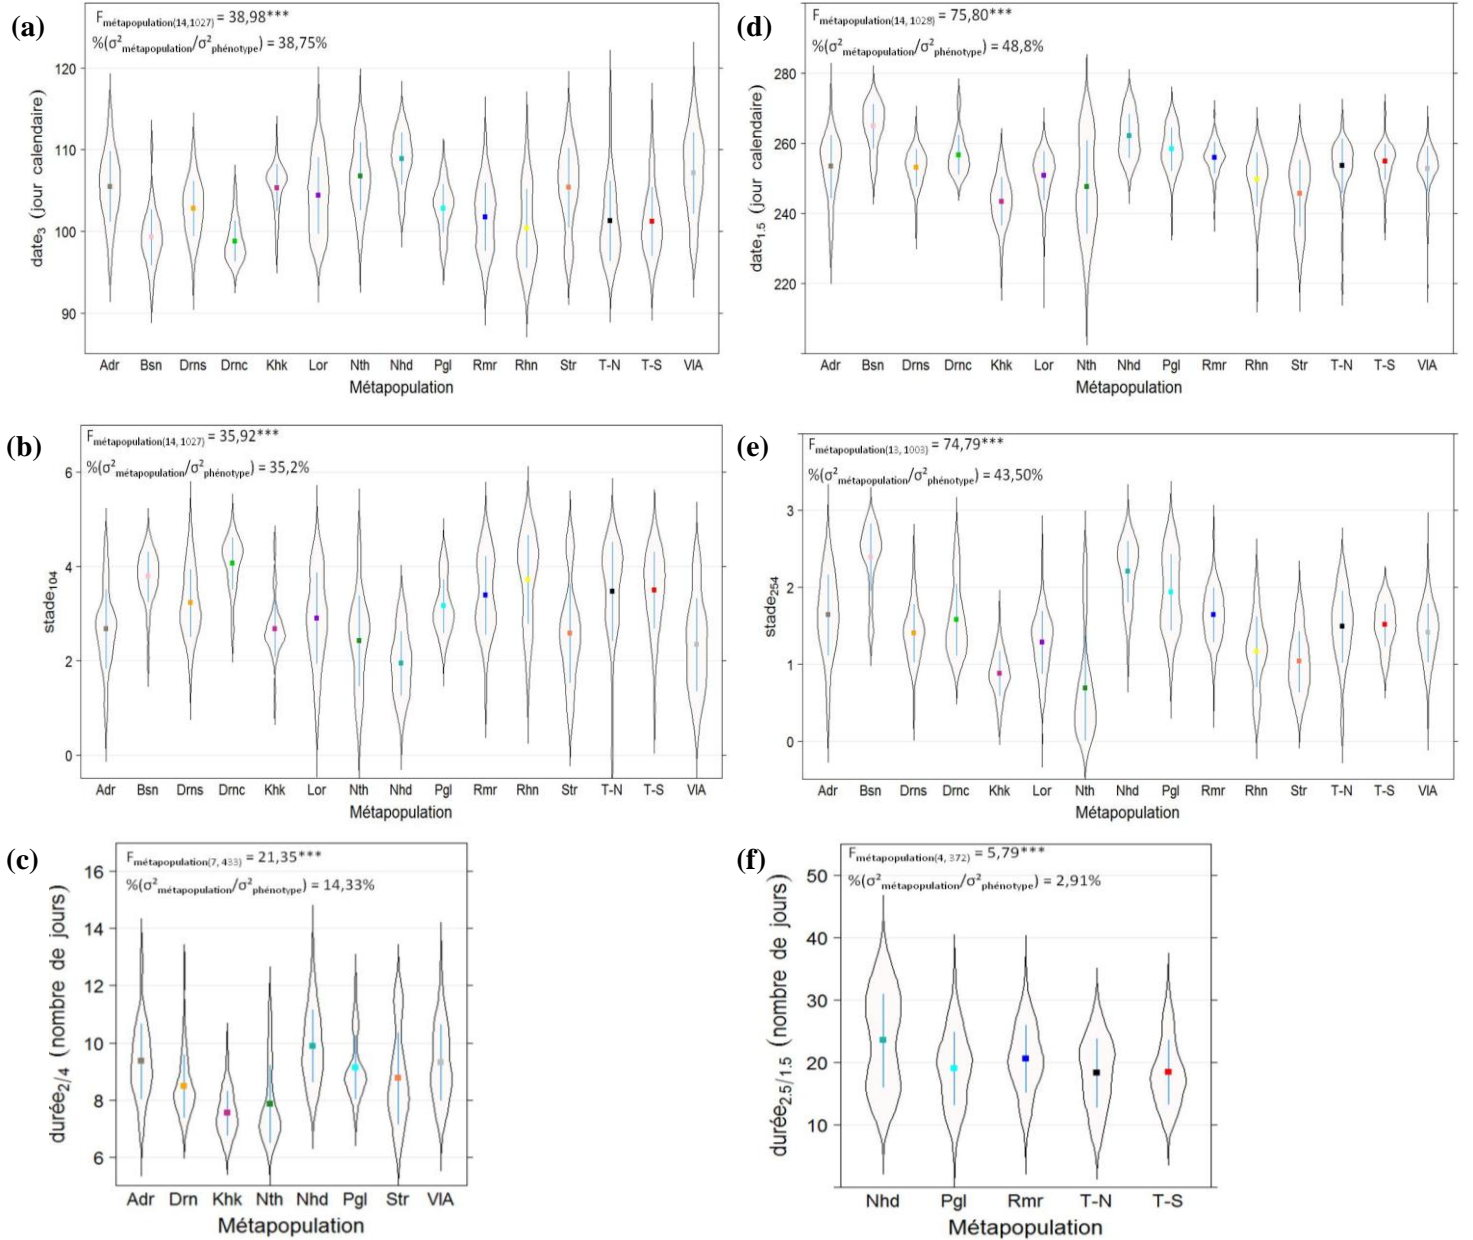 (a)
F métapopulation(14,1027) = 38,98***
%(σ²métapopulation/σ²phénotype) = 38,75%
date3 (jour calendaire)
120
110
100
90
Adr Bsn Drns Drnc Khk Lor Nth Nhd Pgl Rmr Rhn Str T-N T-S VIA
Métapopulation
(d)
F métapopulation(14, 1028) = 75,80***
%(σ²métapopulation/σ²phénotype) = 48,8%
date1.5 (jour calendaire)
280
260
240
220
Adr Bsn Drns Drnc Khk Lor Nth Nhd Pgl Rmr Rhn Str T-N T-S VIA
Métapopulation
(b)
F métapopulation(14, 1027) = 35,92***
%(σ²métapopulation/σ²phénotype) = 35,2%
stade104
6
4
2
0
Adr Bsn Drns Drnc Khk Lor Nth Nhd Pgl Rmr Rhn Str T-N T-S VIA
Métapopulation
(e)
F métapopulation(13, 1003) = 74,79***
%(σ²métapopulation/σ²phénotype) = 43,50%
stade254
3
2
1
0
Adr Bsn Drns Drnc Khk Lor Nth Nhd Pgl Rmr Rhn Str T-N T-S VIA
Métapopulation
(c)
F métapopulation(7, 433) = 21,35***
%(σ²métapopulation/σ²phénotype) = 14,33%
durée2/4 (nombre de jours)
16
14
12
10
8
6
Adr Drn Khk Nth Nhd Pgl Str VIA
Métapopulation
(f)
F métapopulation(4, 372) = 5,79***
%(σ²métapopulation/σ²phénotype) = 2,91%
durée2.5/1.5 (nombre de jours)
50
40
30
20
10
Nhd Pgl Rmr T-N T-S
Métapopulation